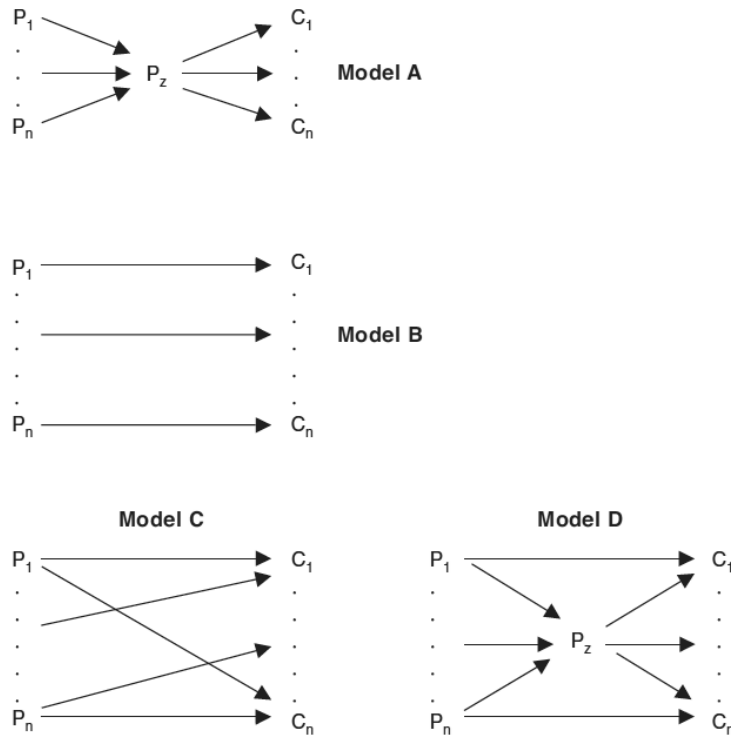 P1 C1
. .
. Pz . Model A
. .
Pn Cn
P1 C1
. .
. .
. . Model B
. .
. .
Pn Cn
Model C Model D
P1 C1 P1 C1
. . . .
. . . .
. . . Pz .
. . . .
. . . .
Pn Cn Pn Cn